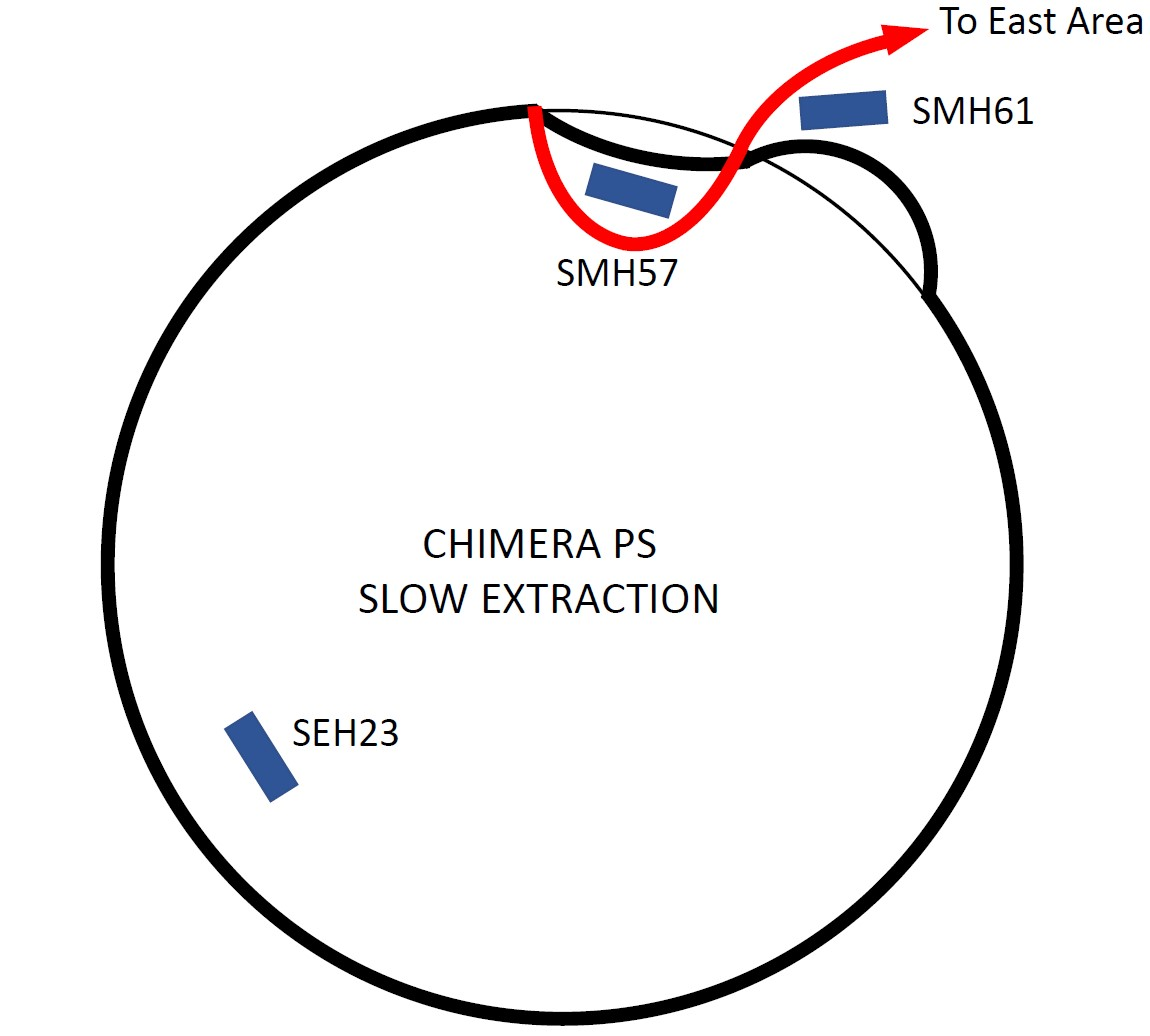 To East Area
SMH61
SMH57
CHIMERA PS
SLOW EXTRACTION
SEH23